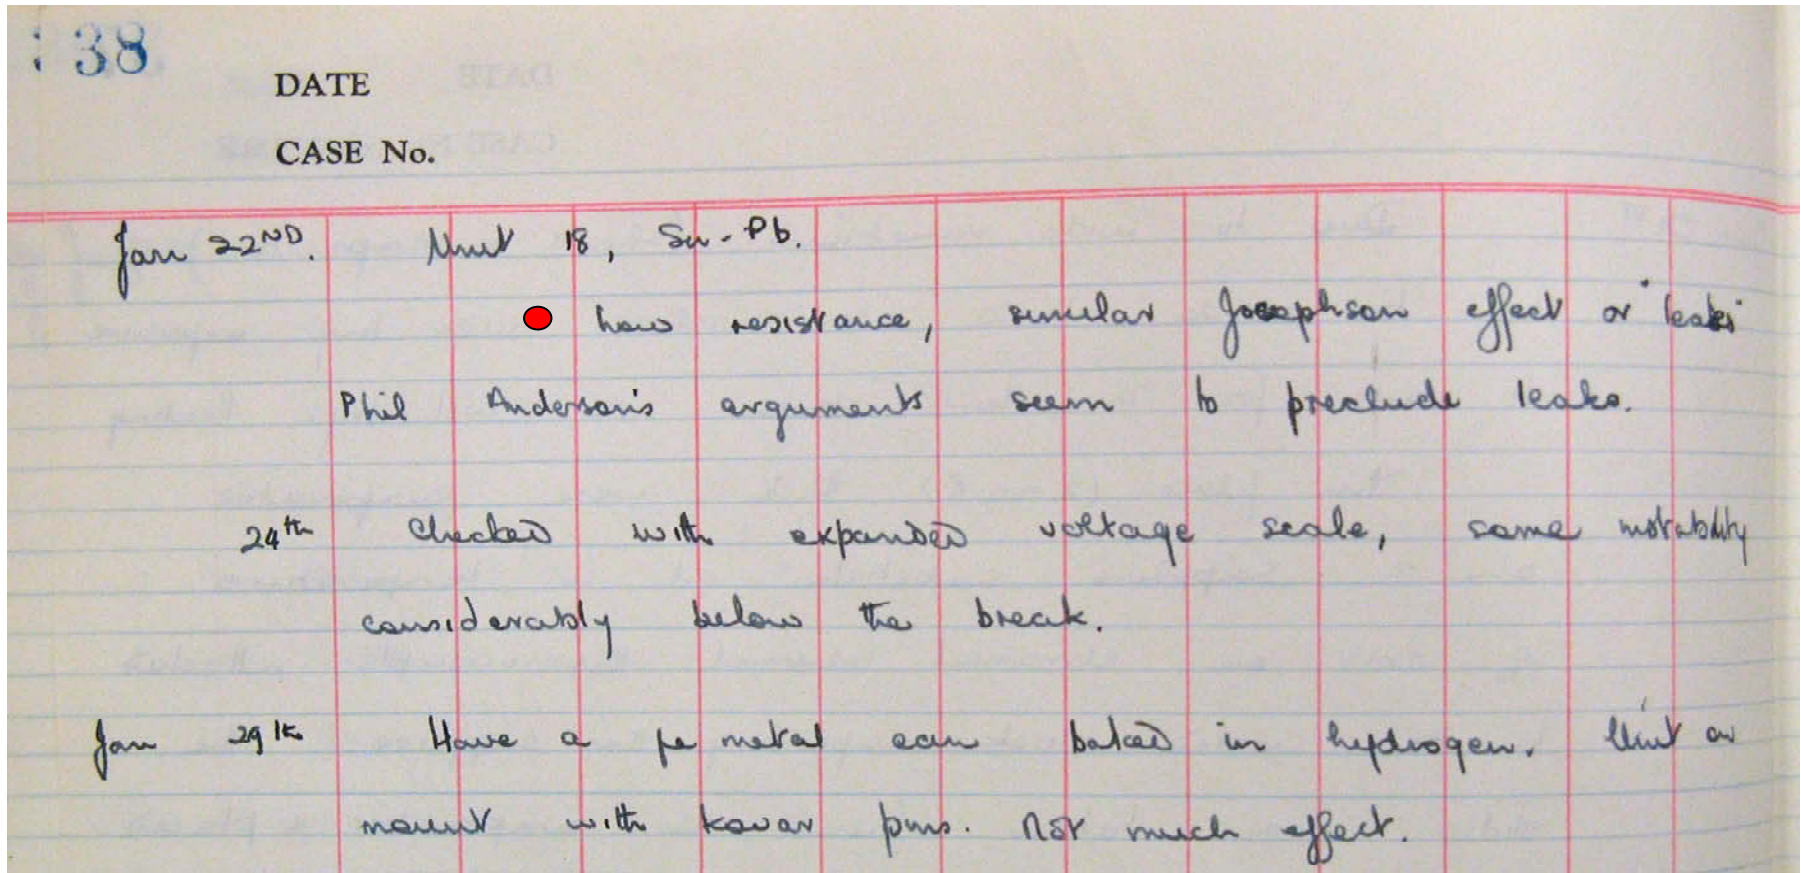 38
DATE
CASE No.
Jan 22ND. Unit 18, Sn-Pb.
Low resistance, similar Josephson effect or "leaks"
Phil Anderson's arguments seem to preclude leaks.
24th Checked with expanded voltage scale, same instability
considerably below the break.
Jan 29th Have a μ metal can baked in hydrogen. Unit on
mount with kovar pins. Not much effect.